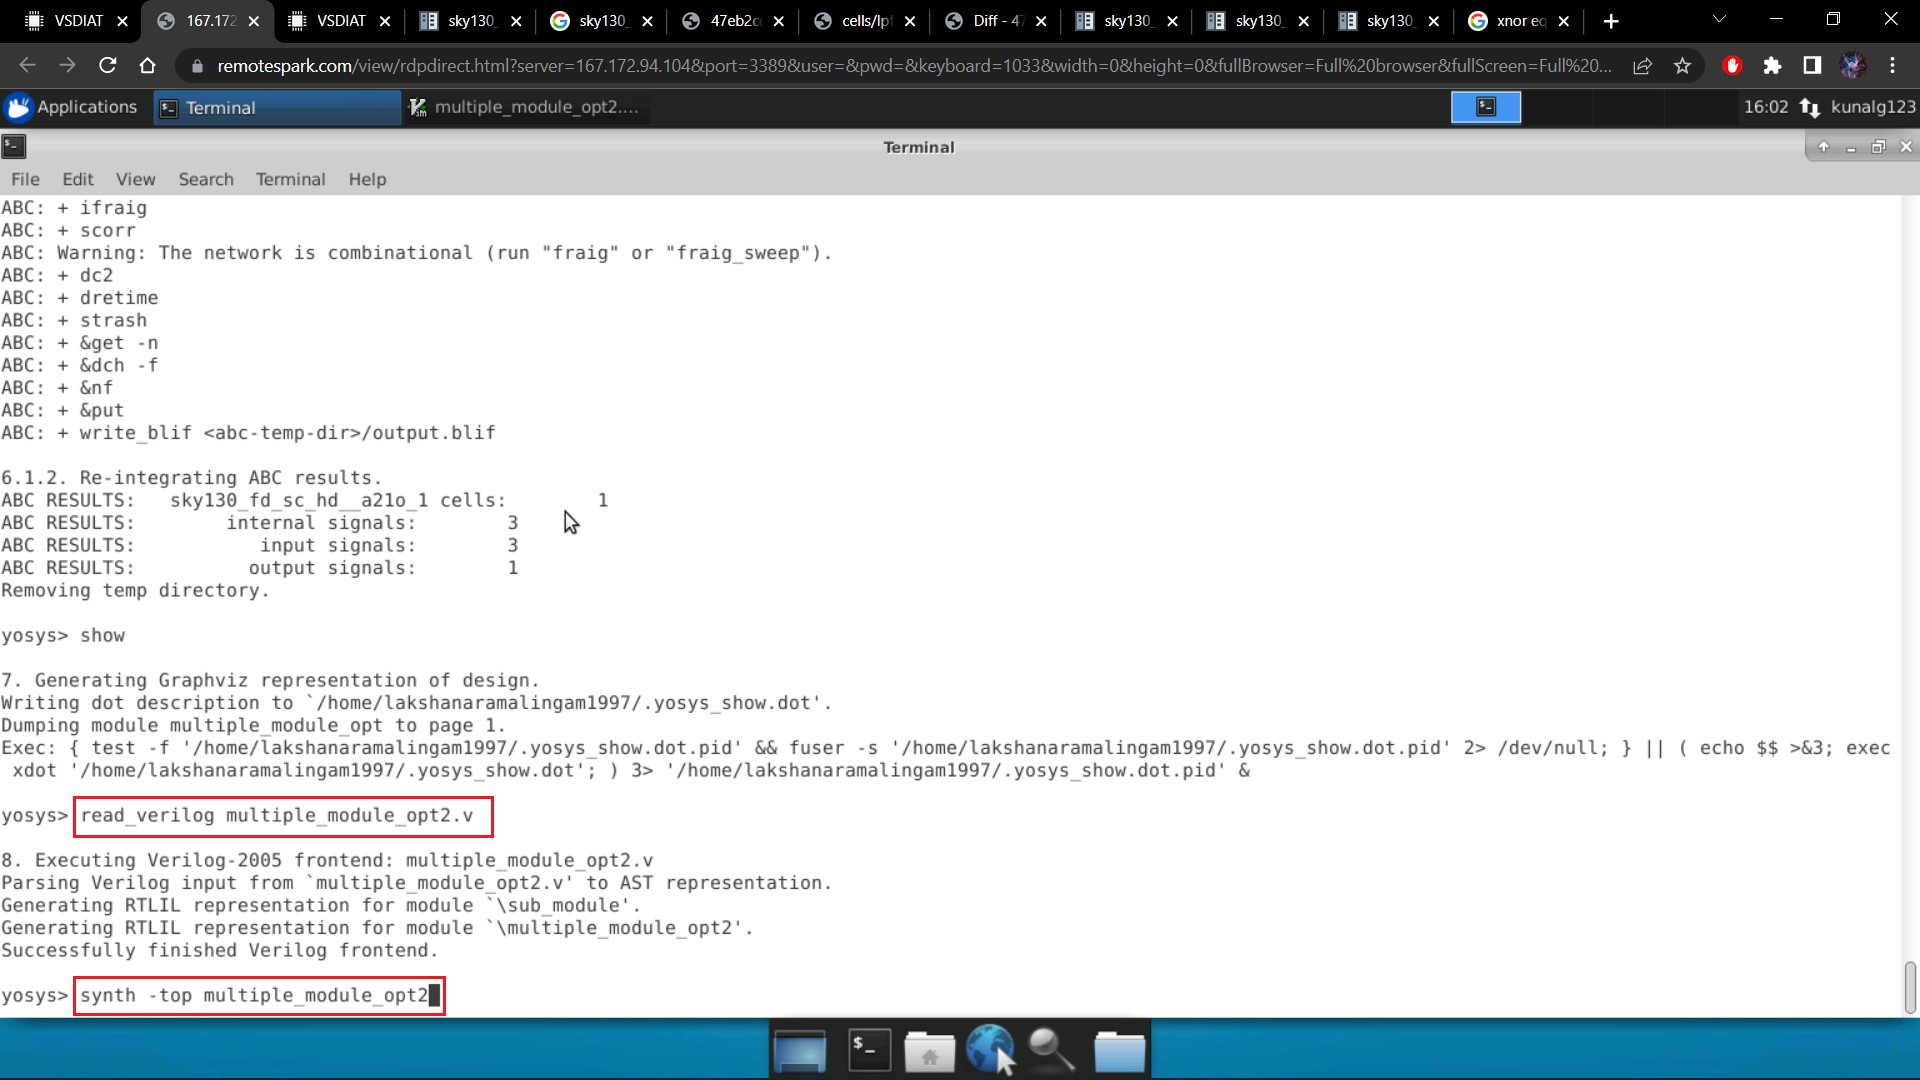 VSDIAT
167.172
VSDIAT
sky130_
sky130_
47eb2c
cells/lpf
Diff - 47
sky130_
sky130_
sky130_
xnor eq
remotespark.com/view/rdpdirect.html?server=167.172.94.104&port=3389&user=&pwd=&keyboard=1033&width=0&height=0&fullBrowser=Full%20browser&fullScreen=Full%20...
Applications
Terminal
multiple_module_opt2....
16:02
kunalg123
Terminal
File Edit View Search Terminal Help
ABC: + ifraig
ABC: + scorr
ABC: Warning: The network is combinational (run "fraig" or "fraig_sweep").
ABC: + dc2
ABC: + dretime
ABC: + strash
ABC: + &get -n
ABC: + &dch -f
ABC: + &nf
ABC: + &put
ABC: + write_blif <abc-temp-dir>/output.blif
6.1.2. Re-integrating ABC results.
ABC RESULTS:   sky130_fd_sc_hd__a21o_1 cells:        1
ABC RESULTS:        internal signals:        3
ABC RESULTS:           input signals:        3
ABC RESULTS:          output signals:        1
Removing temp directory.
yosys> show
7. Generating Graphviz representation of design.
Writing dot description to `/home/lakshanaramalingam1997/.yosys_show.dot'.
Dumping module multiple_module_opt to page 1.
Exec: { test -f '/home/lakshanaramalingam1997/.yosys_show.dot.pid' && fuser -s '/home/lakshanaramalingam1997/.yosys_show.dot.pid' 2> /dev/null; } || ( echo $$ >&3; exec
xdot '/home/lakshanaramalingam1997/.yosys_show.dot'; ) 3> '/home/lakshanaramalingam1997/.yosys_show.dot.pid' &
yosys> read_verilog multiple_module_opt2.v
8. Executing Verilog-2005 frontend: multiple_module_opt2.v
Parsing Verilog input from `multiple_module_opt2.v' to AST representation.
Generating RTLIL representation for module `\sub_module'.
Generating RTLIL representation for module `\multiple_module_opt2'.
Successfully finished Verilog frontend.
yosys> synth -top multiple_module_opt2